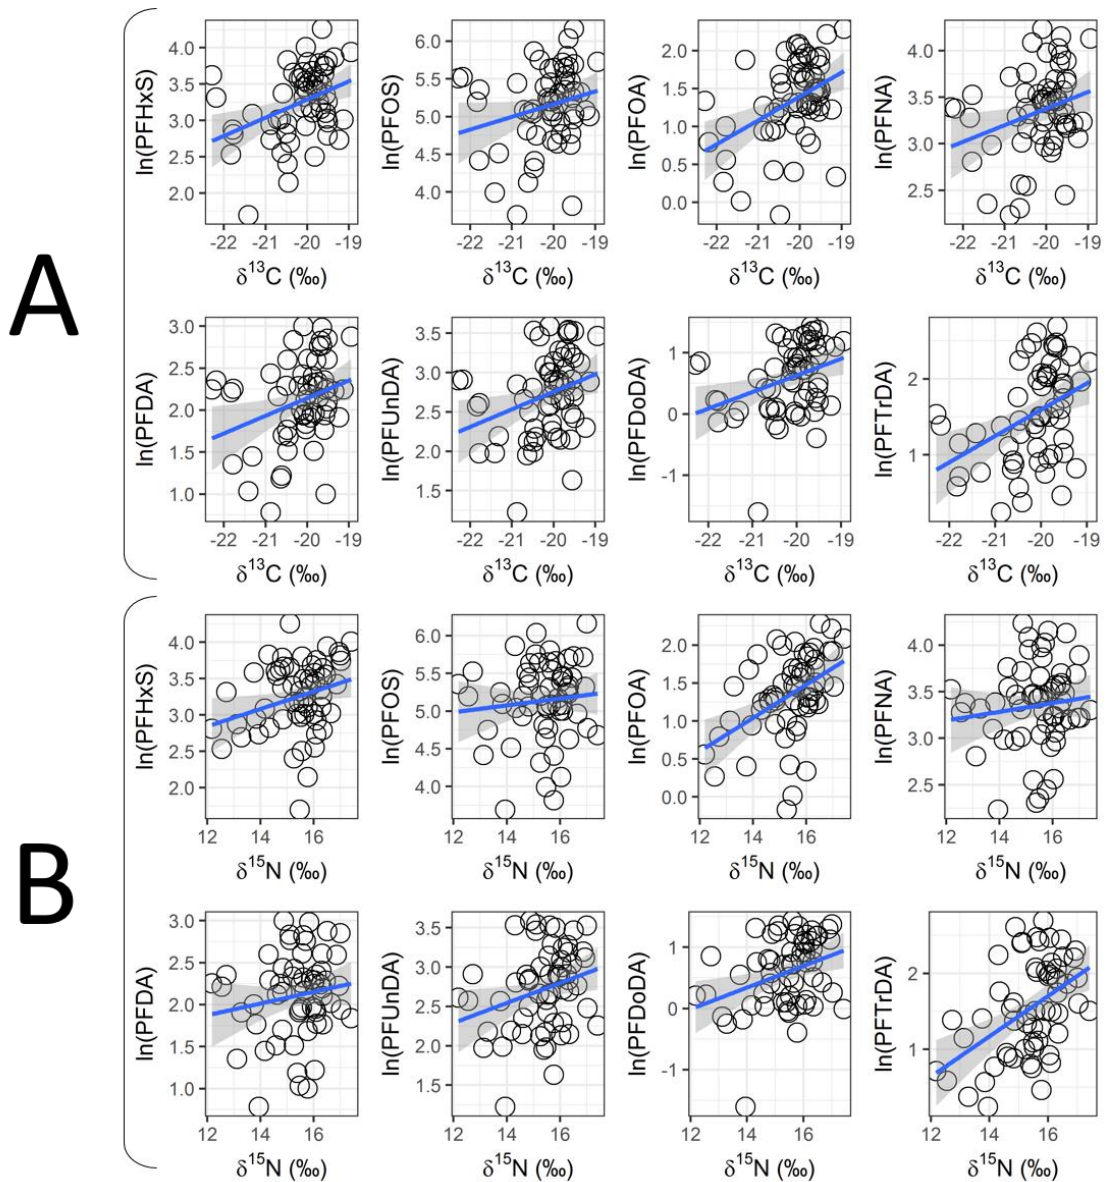 A
ln(PFHxS)
4.0
3.5
3.0
2.5
2.0
-22 -21 -20 -19
δ13C (‰)
ln(PFOS)
6.0
5.5
5.0
4.5
4.0
-22 -21 -20 -19
δ13C (‰)
ln(PFOA)
2.0
1.5
1.0
0.5
0.0
-22 -21 -20 -19
δ13C (‰)
ln(PFNA)
4.0
3.5
3.0
2.5
-22 -21 -20 -19
δ13C (‰)
ln(PFDA)
3.0
2.5
2.0
1.5
1.0
-22 -21 -20 -19
δ13C (‰)
ln(PFUnDA)
3.5
3.0
2.5
2.0
1.5
-22 -21 -20 -19
δ13C (‰)
ln(PFDoDA)
1
0
-1
-22 -21 -20 -19
δ13C (‰)
ln(PFTrDA)
2
1
-22 -21 -20 -19
δ13C (‰)
B
ln(PFHxS)
4.0
3.5
3.0
2.5
2.0
12 14 16
δ15N (‰)
ln(PFOS)
6.0
5.5
5.0
4.5
4.0
12 14 16
δ15N (‰)
ln(PFOA)
2.0
1.5
1.0
0.5
0.0
12 14 16
δ15N (‰)
ln(PFNA)
4.0
3.5
3.0
2.5
12 14 16
δ15N (‰)
ln(PFDA)
3.0
2.5
2.0
1.5
1.0
12 14 16
δ15N (‰)
ln(PFUnDA)
3.5
3.0
2.5
2.0
1.5
12 14 16
δ15N (‰)
ln(PFDoDA)
1
0
-1
12 14 16
δ15N (‰)
ln(PFTrDA)
2
1
12 14 16
δ15N (‰)